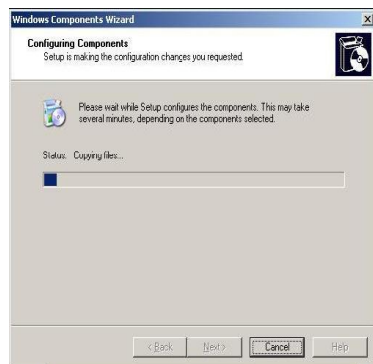 Windows Components Wizard
Configuring Components
Setup is making the configuration changes you requested.
Please wait while Setup configures the components. This may take
several minutes, depending on the components selected.
Status: Copying files...
< Back Next > Cancel Help